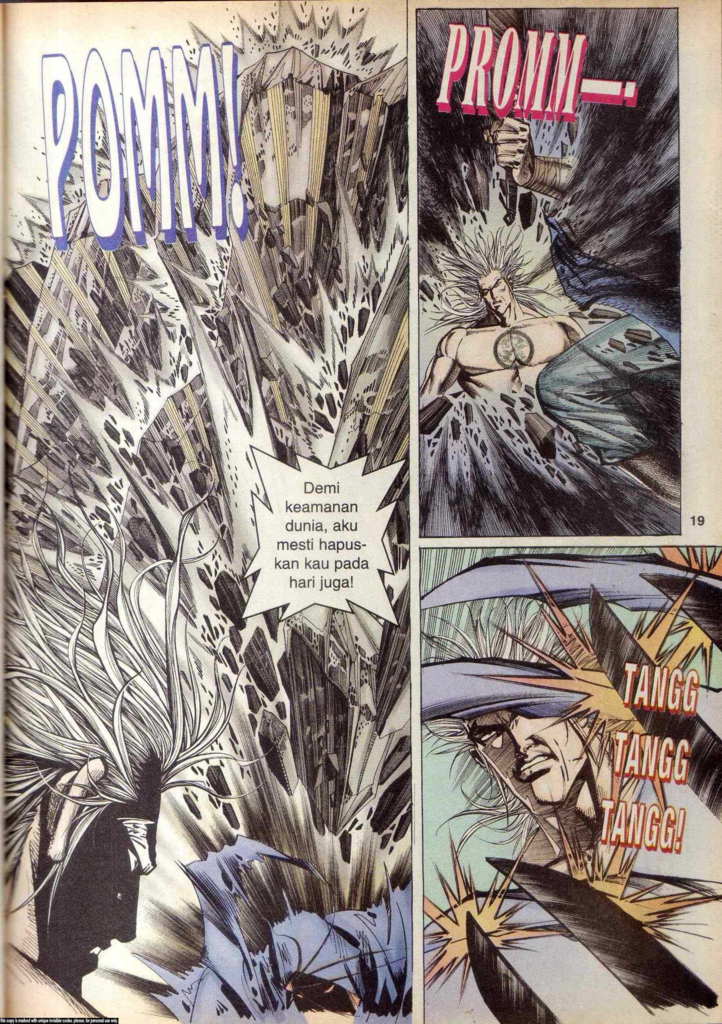 POMM!
Demi
keamanan
dunia, aku
mesti hapus-
kan kau pada
hari juga!
PROMM—.
19
TANGG
TANGG
TANGG!